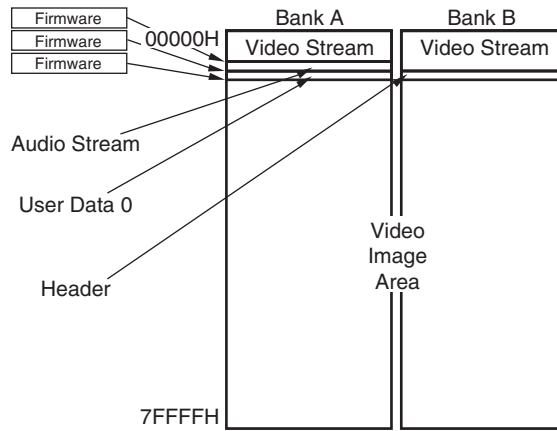 Bank A
Bank B
Firmware
Firmware
Firmware
00000H
Video Stream
Video Stream
Audio Stream
User Data 0
Header
Video
Image
Area
7FFFFH